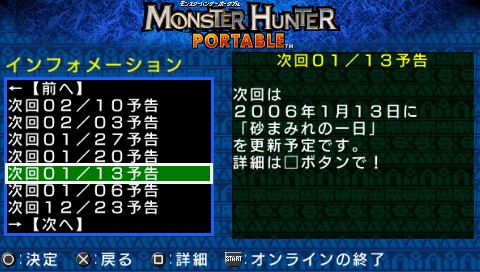 モンスターハンターポータブル
MONSTER HUNTER
PORTABLE™
インフォメーション
←【前へ】
次回02／10予告
次回02／03予告
次回01／27予告
次回01／20予告
次回01／13予告
次回01／06予告
次回12／23予告
→【次へ】
次回01／13予告
次回は
2006年1月13日に
「砂まみれの一日」
を更新予定です。
詳細は□ボタンで！
○:決定 ×:戻る □:詳細 START:オンラインの終了